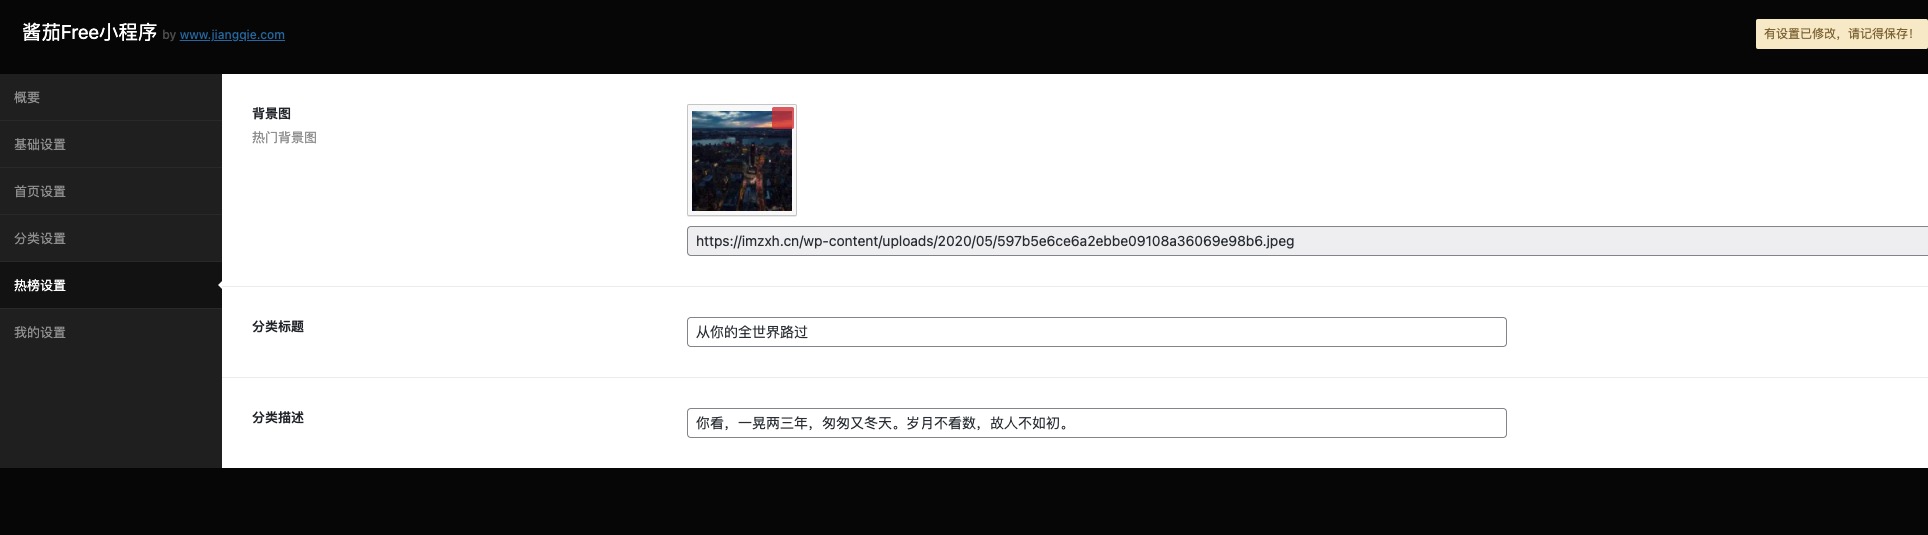 酱茄Free小程序 by www.jiangqie.com
有设置已修改，请记得保存！
概要
基础设置
首页设置
分类设置
热榜设置
我的设置
背景图
热门背景图
https://imzxh.cn/wp-content/uploads/2020/05/597b5e6ce6a2ebbe09108a36069e98b6.jpeg
分类标题
从你的全世界路过
分类描述
你看，一晃两三年，匆匆又冬天。岁月不看数，故人不如初。